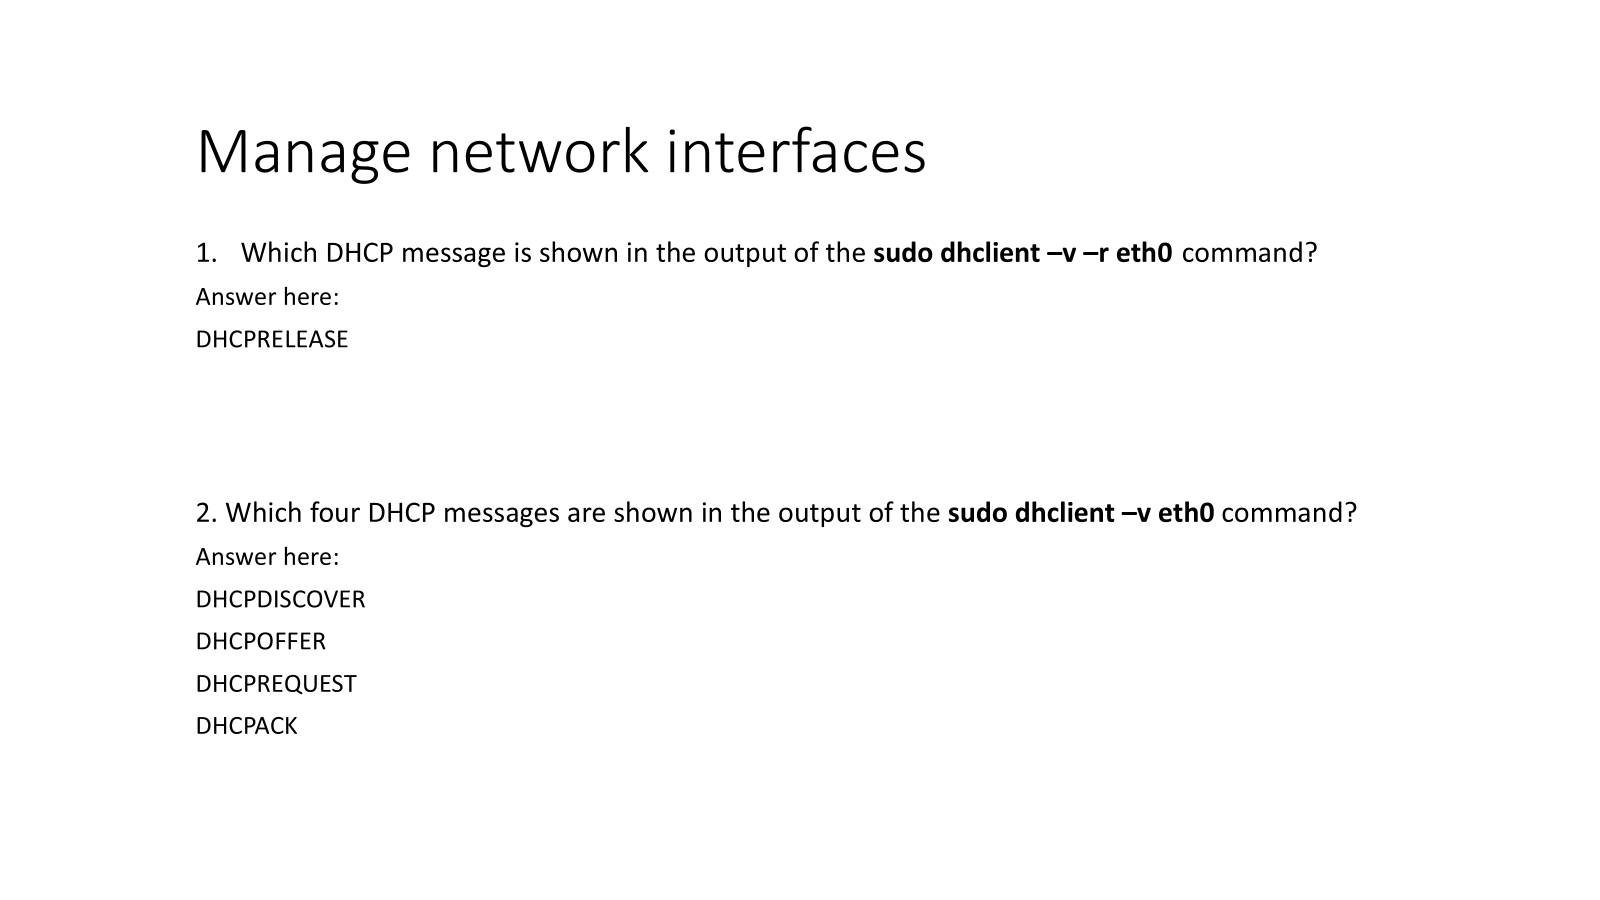 Manage network interfaces
1. Which DHCP message is shown in the output of the sudo dhclient –v –r eth0 command?
Answer here:
DHCPRELEASE
2. Which four DHCP messages are shown in the output of the sudo dhclient –v eth0 command?
Answer here:
DHCPDISCOVER
DHCPOFFER
DHCPREQUEST
DHCPACK